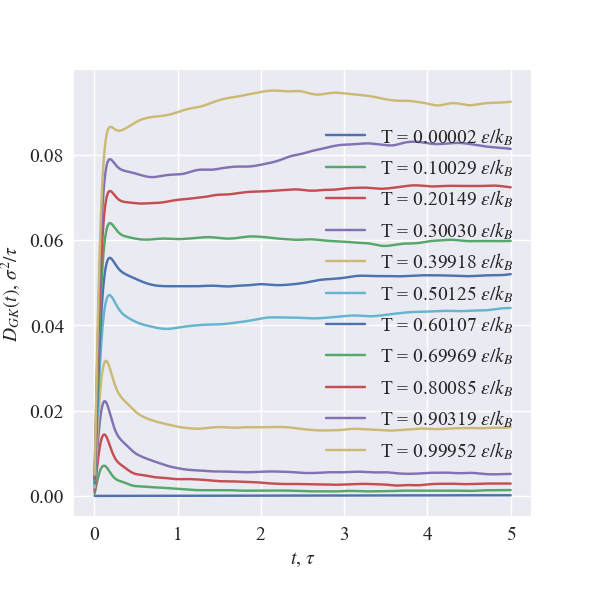 0.08
0.06
0.04
0.02
0.00
D_{GK}(t), σ²/τ
T = 0.00002 ε/k_B
T = 0.10029 ε/k_B
T = 0.20149 ε/k_B
T = 0.30030 ε/k_B
T = 0.39918 ε/k_B
T = 0.50125 ε/k_B
T = 0.60107 ε/k_B
T = 0.69969 ε/k_B
T = 0.80085 ε/k_B
T = 0.90319 ε/k_B
T = 0.99952 ε/k_B
0 1 2 3 4 5
t, τ